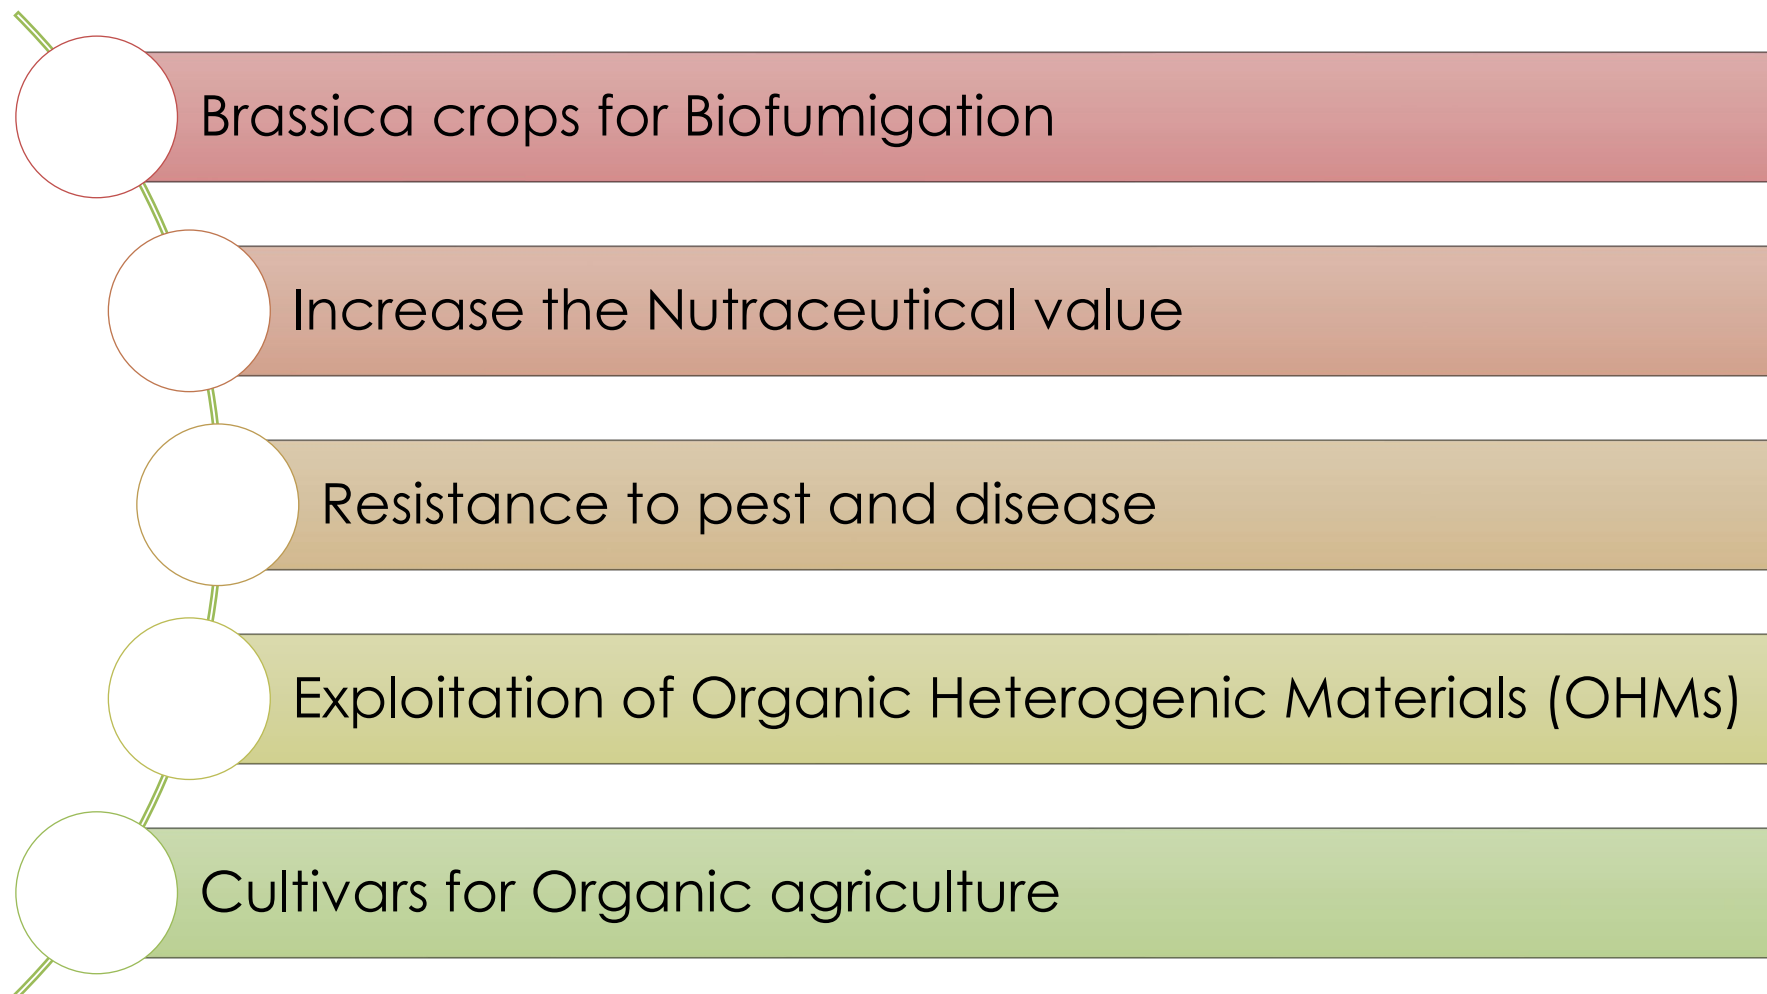 Brassica crops for Biofumigation
Increase the Nutraceutical value
Resistance to pest and disease
Exploitation of Organic Heterogenic Materials (OHMs)
Cultivars for Organic agriculture